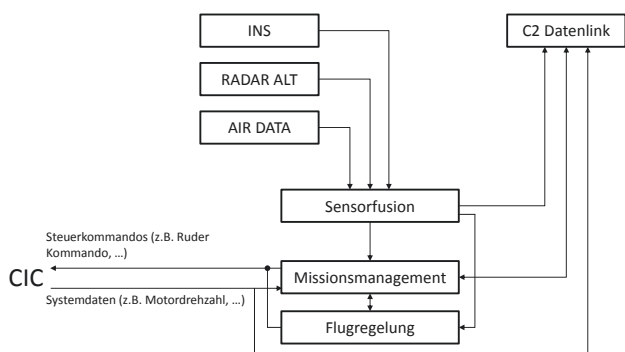 INS
C2 Datenlink
RADAR ALT
AIR DATA
Sensorfusion
Steuerkommandos (z.B. Ruder
Kommando, …)
CIC
Missionsmanagement
Systemdaten (z.B. Motordrehzahl, …)
Flugregelung